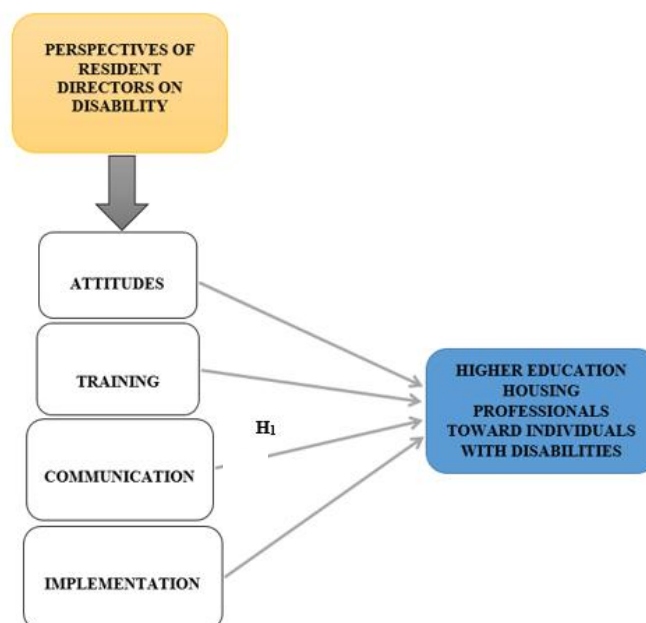 PERSPECTIVES OF
RESIDENT
DIRECTORS ON
DISABILITY
ATTITUDES
TRAINING
COMMUNICATION
IMPLEMENTATION
H₁
HIGHER EDUCATION
HOUSING
PROFESSIONALS
TOWARD INDIVIDUALS
WITH DISABILITIES